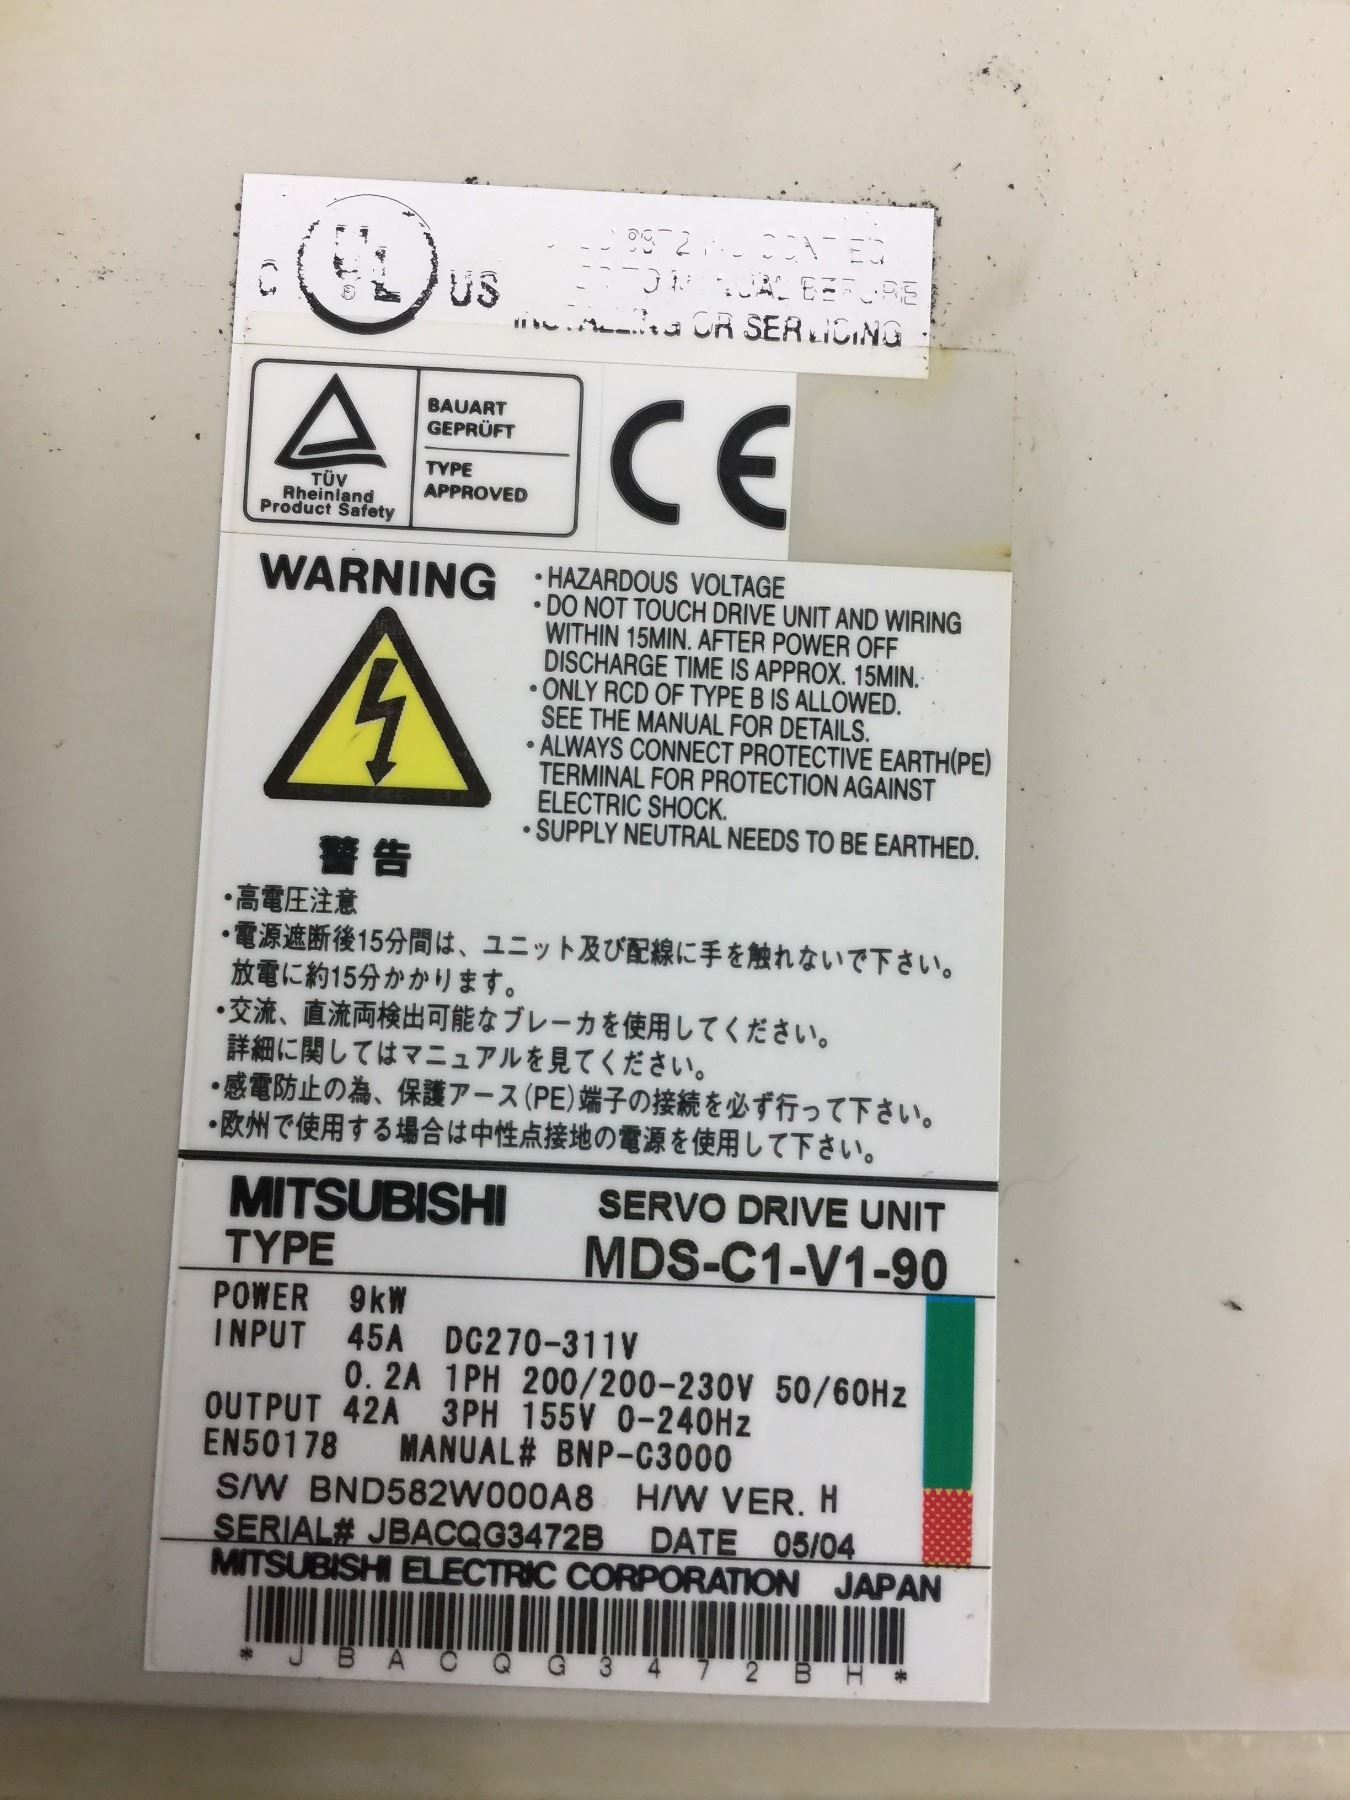 C UL ® US
MANUAL BEFORE
INSTALLING OR SERVICING
TÜV
Rheinland
Product Safety
BAUART
GEPRÜFT
TYPE
APPROVED
CE
WARNING
・HAZARDOUS VOLTAGE
・DO NOT TOUCH DRIVE UNIT AND WIRING
WITHIN 15MIN. AFTER POWER OFF
DISCHARGE TIME IS APPROX. 15MIN.
・ONLY RCD OF TYPE B IS ALLOWED.
SEE THE MANUAL FOR DETAILS.
・ALWAYS CONNECT PROTECTIVE EARTH(PE)
TERMINAL FOR PROTECTION AGAINST
ELECTRIC SHOCK.
・SUPPLY NEUTRAL NEEDS TO BE EARTHED.
警告
・高電圧注意
・電源遮断後15分間は、ユニット及び配線に手を触れないで下さい。
放電に約15分かかります。
・交流、直流両検出可能なブレーカを使用してください。
詳細に関してはマニュアルを見てください。
・感電防止の為、保護アース(PE)端子の接続を必ず行って下さい。
・欧州で使用する場合は中性点接地の電源を使用して下さい。
MITSUBISHI SERVO DRIVE UNIT
TYPE MDS-C1-V1-90
POWER 9kW
INPUT 45A DC270-311V
0.2A 1PH 200/200-230V 50/60Hz
OUTPUT 42A 3PH 155V 0-240Hz
EN50178 MANUAL# BNP-C3000
S/W BND582W000A8 H/W VER. H
SERIAL# JBACQG3472B DATE 05/04
MITSUBISHI ELECTRIC CORPORATION JAPAN
* J B A C Q G 3 4 7 2 B H *